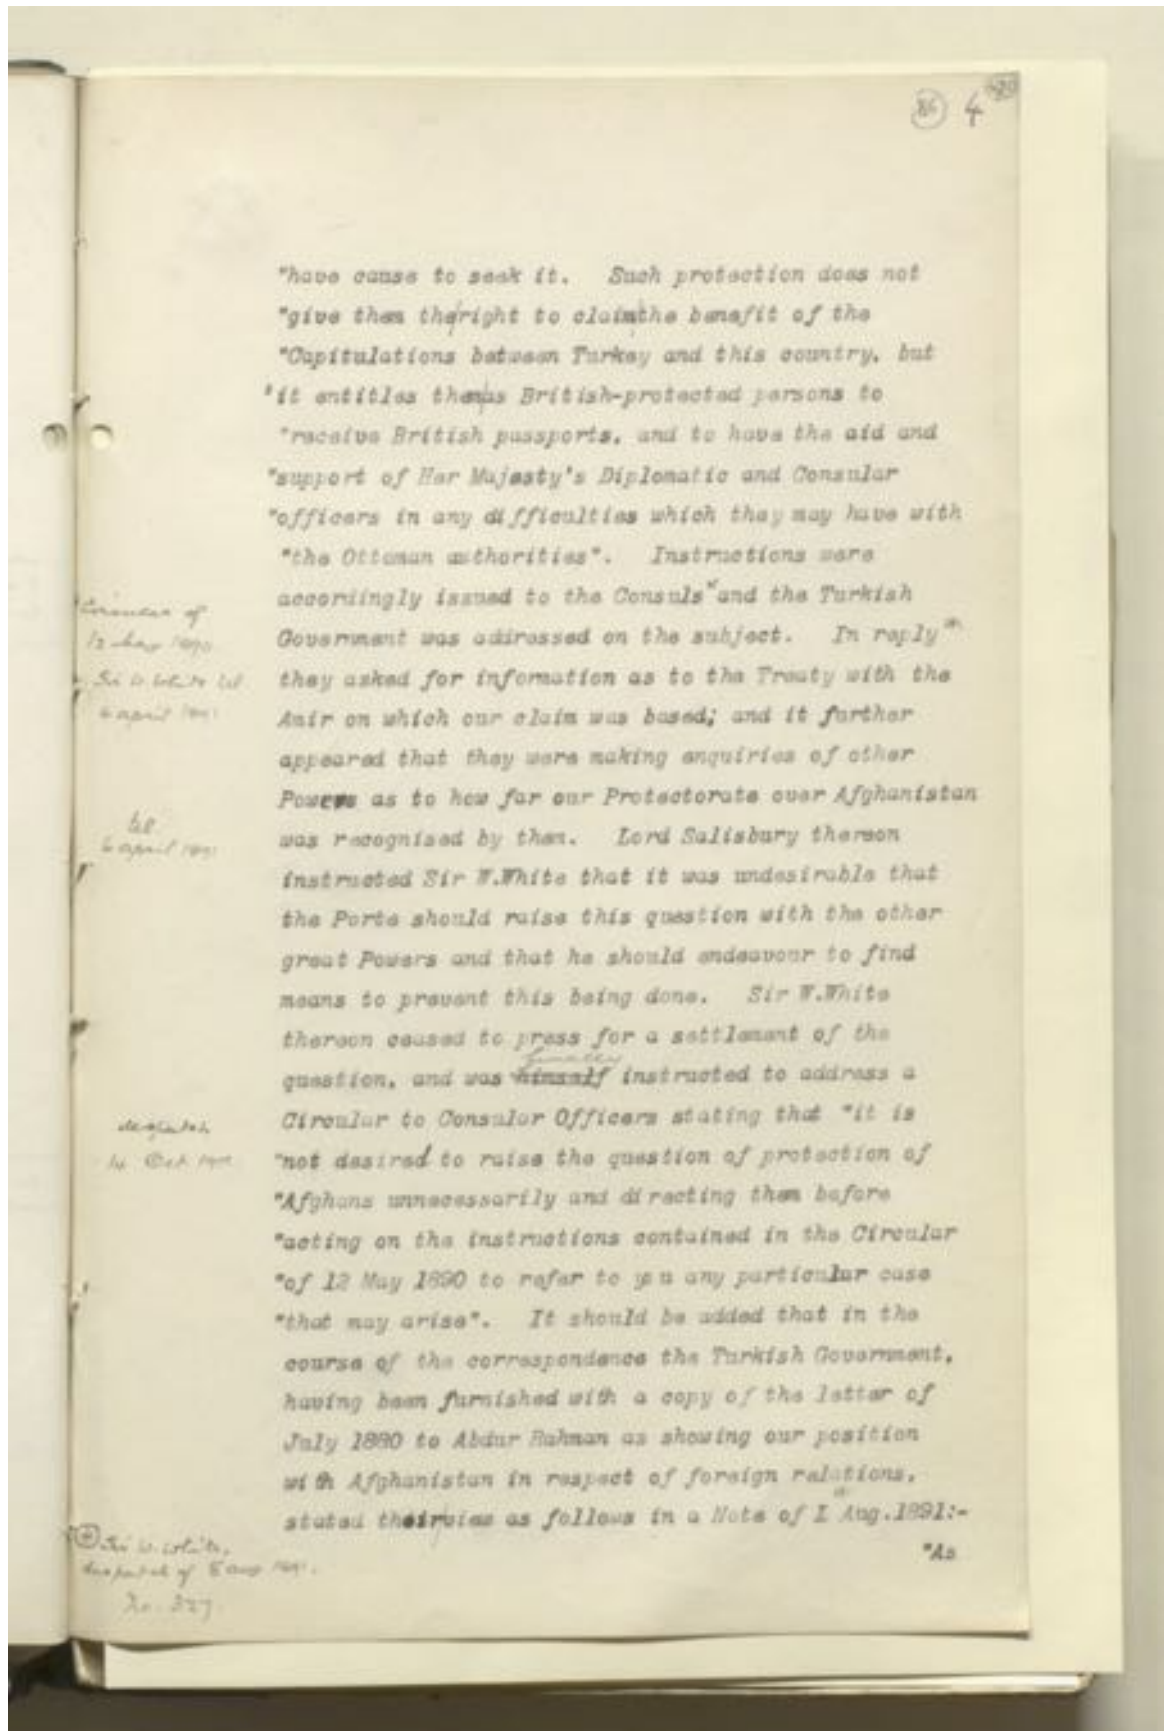 86 4
"have cause to seek it. Such protection does not
"give them the right to claim the benefit of the
"Capitulations between Turkey and this country, but
"it entitles them as British-protected persons to
"receive British passports, and to have the aid and
"support of Her Majesty's Diplomatic and Consular
"officers in any difficulties which they may have with
"the Ottoman authorities". Instructions were
accordingly issued to the Consuls and the Turkish
Government was addressed on the subject. In reply
they asked for information as to the Treaty with the
Amir on which our claim was based; and it further
appeared that they were making enquiries of other
Powers as to how far our Protectorate over Afghanistan
was recognised by them. Lord Salisbury thereon
instructed Sir W.White that it was undesirable that
the Porte should raise this question with the other
great Powers and that he should endeavour to find
means to prevent this being done. Sir W.White
thereon ceased to press for a settlement of the
finally
question, and was himself instructed to address a
Circular to Consular Officers stating that "it is
"not desired to raise the question of protection of
"Afghans unnecessarily and directing them before
"acting on the instructions contained in the Circular
"of 12 May 1890 to refer to you any particular case
"that may arise". It should be added that in the
course of the correspondence the Turkish Government,
having been furnished with a copy of the letter of
July 1880 to Abdur Rahman as showing our position
with Afghanistan in respect of foreign relations,
stated their view as follows in a Note of 1 Aug.1891:-
"As
Circular of
12 May 1890
Sir W. White tel
6 april 1891
tel
6 april 1891
despatch
Oct
Sir W. White,
despatch of 8 aug 1891.
No. 327